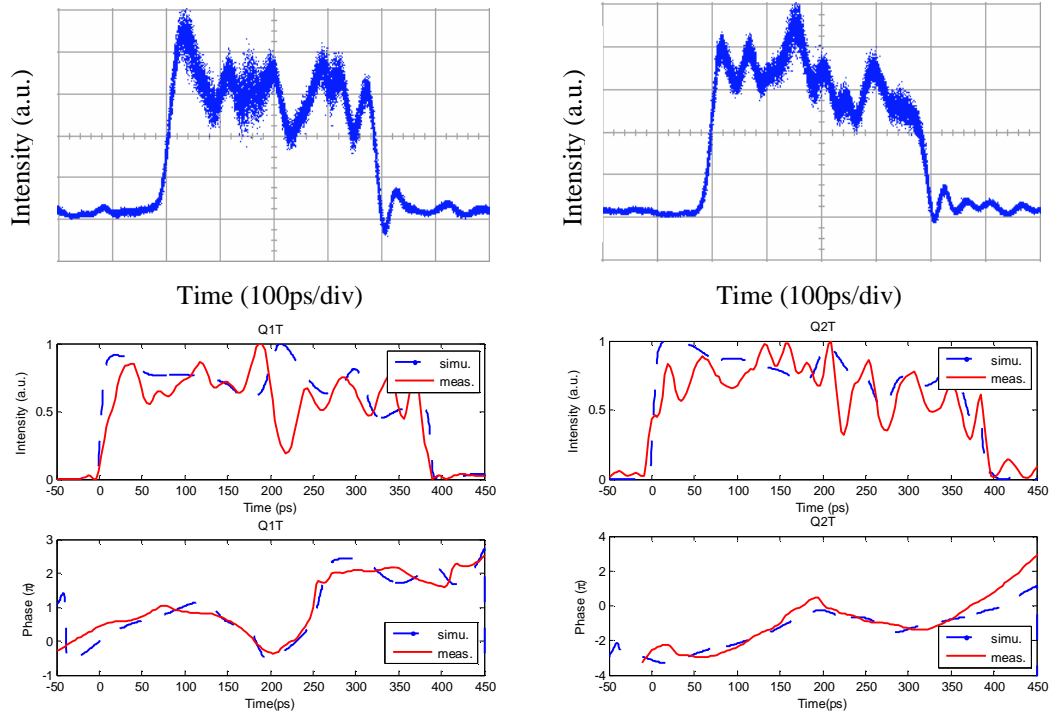 Intensity (a.u.)
Time (100ps/div)
Intensity (a.u.)
Time (100ps/div)
Q1T
1
0.5
0
Intensity (a.u.)
simu.
meas.
-50 0 50 100 150 200 250 300 350 400 450
Time (ps)
Q2T
1
0.5
0
Intensity (a.u.)
simu.
meas.
-50 0 50 100 150 200 250 300 350 400 450
Time (ps)
Q1T
3
2
1
0
-1
Phase (π)
simu.
meas.
-50 0 50 100 150 200 250 300 350 400 450
Time(ps)
Q2T
4
2
0
-2
-4
Phase (π)
simu.
meas.
-50 0 50 100 150 200 250 300 350 400 450
Time(ps)